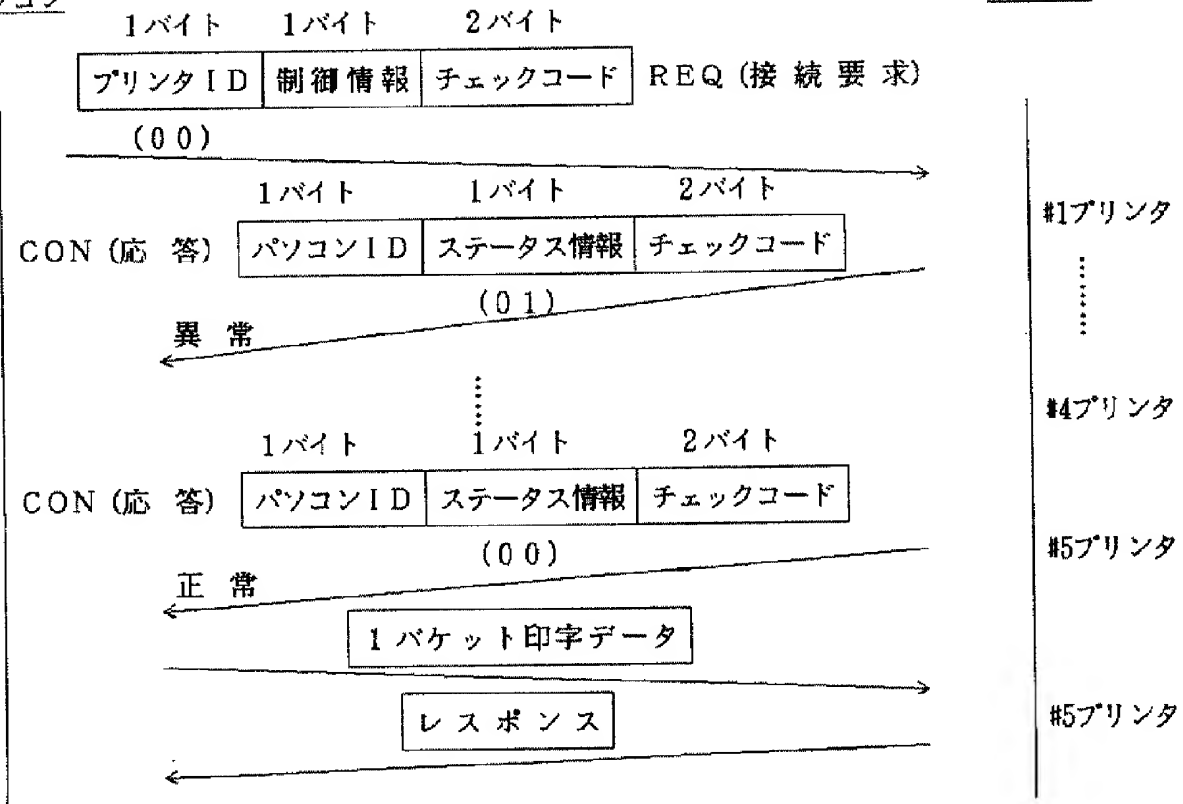 1バイト 1バイト 2バイト
プリンタID 制御情報 チェックコード REQ(接続要求)
(00)
1バイト 1バイト 2バイト
#1プリンタ
CON(応答) パソコンID ステータス情報 チェックコード
(01)
異常
#4プリンタ
1バイト 1バイト 2バイト
CON(応答) パソコンID ステータス情報 チェックコード
#5プリンタ
(00)
正常
1パケット印字データ
レスポンス
#5プリンタ